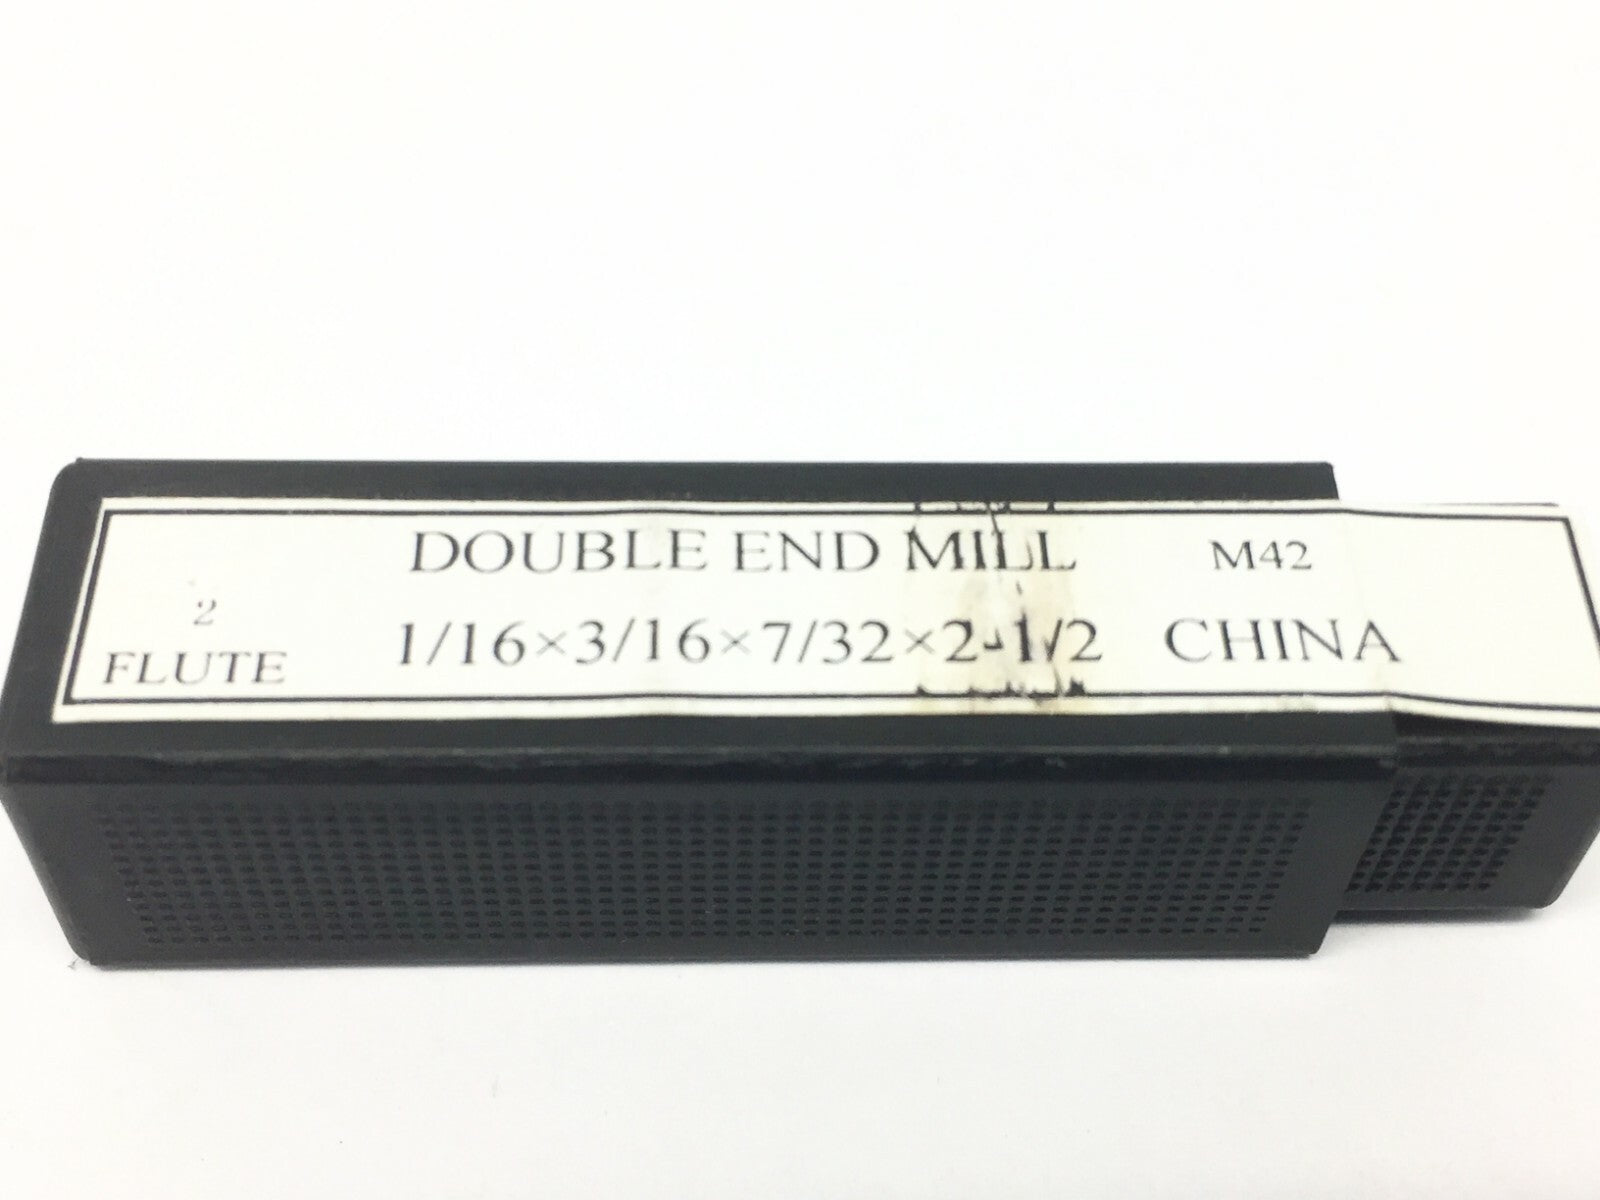 DOUBLE END MILL M42
2
FLUTE
1/16×3/16×7/32×2-1/2 CHINA